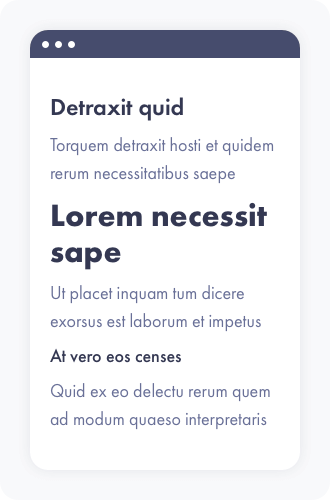 Detraxit quid
Torquem detraxit hosti et quidem
rerum necessitatibus saepe
Lorem necessit
sape
Ut placet inquam tum dicere
exorsus est laborum et impetus
At vero eos censes
Quid ex eo delectu rerum quem
ad modum quaeso interpretaris